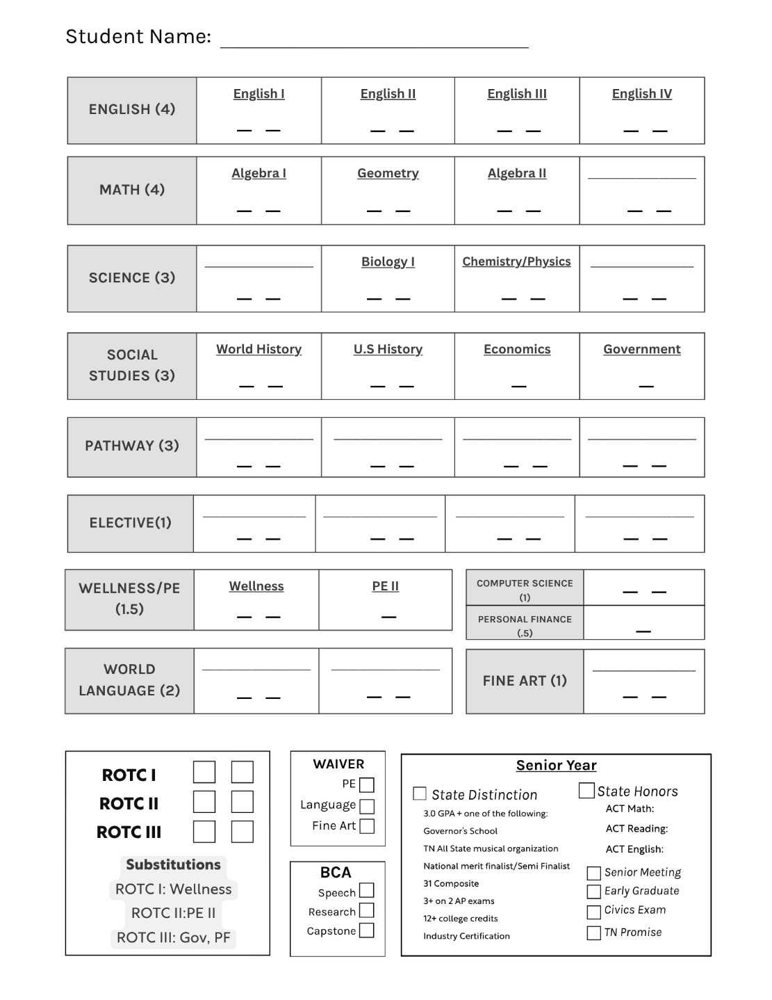 Student Name: ____________________
ENGLISH (4)
English I
English II
English III
English IV
MATH (4)
Algebra I
Geometry
Algebra II
SCIENCE (3)
Biology I
Chemistry/Physics
SOCIAL
STUDIES (3)
World History
U.S History
Economics
Government
PATHWAY (3)
ELECTIVE(1)
WELLNESS/PE
(1.5)
Wellness
PE II
COMPUTER SCIENCE
(1)
PERSONAL FINANCE
(.5)
WORLD
LANGUAGE (2)
FINE ART (1)
ROTC I
ROTC II
ROTC III
Substitutions
ROTC I: Wellness
ROTC II:PE II
ROTC III: Gov, PF
WAIVER
PE
Language
Fine Art
BCA
Speech
Research
Capstone
Senior Year
State Distinction
3.0 GPA + one of the following:
Governor's School
TN All State musical organization
National merit finalist/Semi Finalist
31 Composite
3+ on 2 AP exams
12+ college credits
Industry Certification
State Honors
ACT Math:
ACT Reading:
ACT English:
Senior Meeting
Early Graduate
Civics Exam
TN Promise